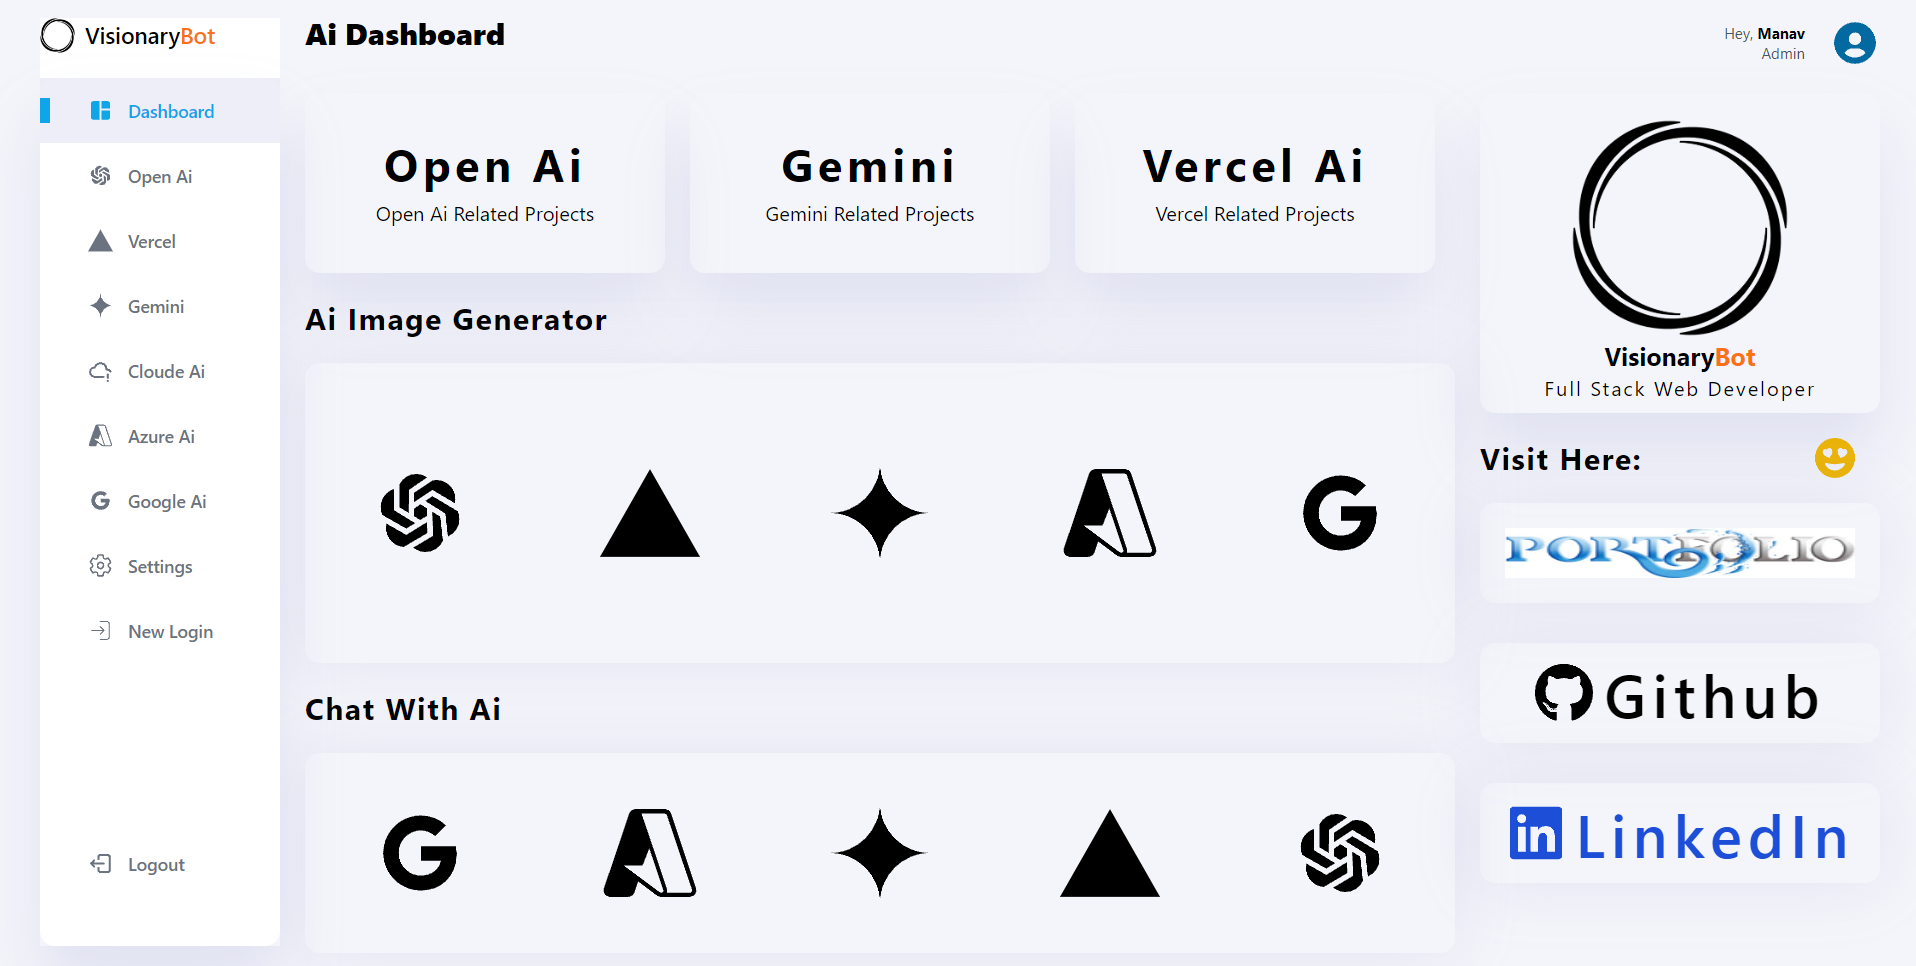 VisionaryBot
Dashboard
Open Ai
Vercel
Gemini
Cloude Ai
Azure Ai
Google Ai
Settings
New Login
Logout
Ai Dashboard
Hey, Manav
Admin
Open Ai
Open Ai Related Projects
Gemini
Gemini Related Projects
Vercel Ai
Vercel Related Projects
Ai Image Generator
Chat With Ai
VisionaryBot
Full Stack Web Developer
Visit Here:
PORTFOLIO
Github
in LinkedIn